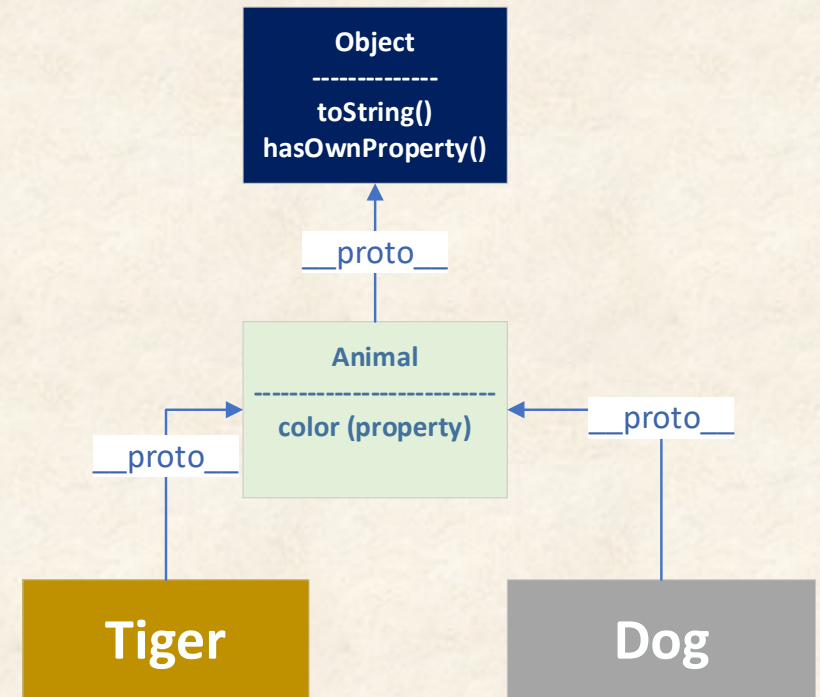 Object
--------------
toString()
hasOwnProperty()
__proto__
Animal
---------------------------
color (property)
__proto__
__proto__
Tiger
Dog